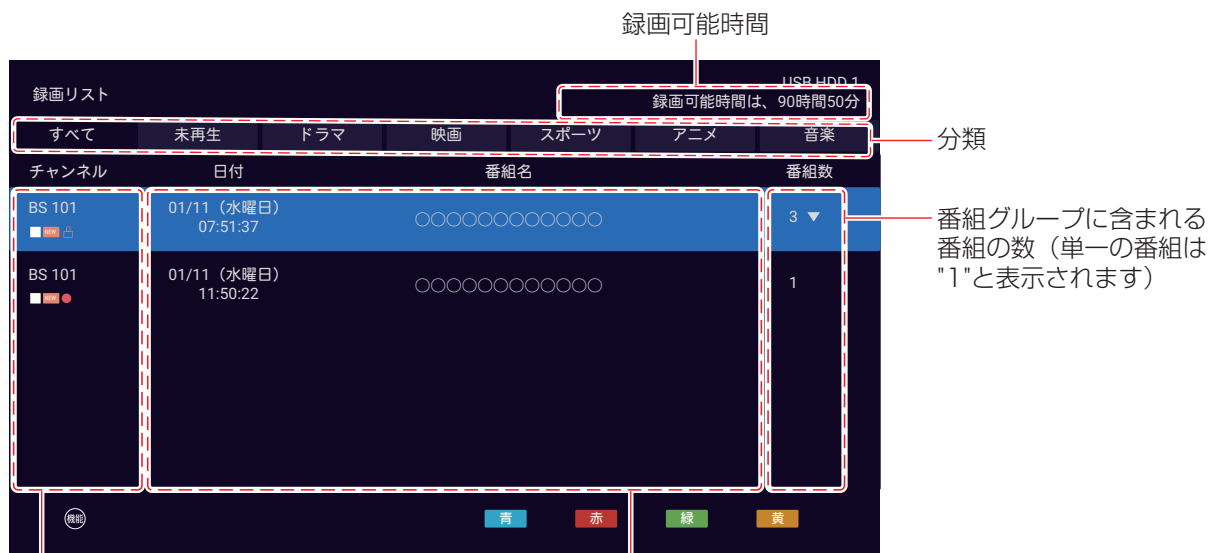 録画可能時間
USB HDD 1
録画リスト
録画可能時間は、90時間50分
すべて 未再生 ドラマ 映画 スポーツ アニメ 音楽
分類
チャンネル 日付 番組名 番組数
BS 101 01/11（水曜日） ○○○○○○○○○○○○ 3 ▼
NEW 07:51:37
番組グループに含まれる
番組の数（単一の番組は
"1"と表示されます）
BS 101 01/11（水曜日） ○○○○○○○○○○○○ 1
NEW 11:50:22
機能 青 赤 緑 黄